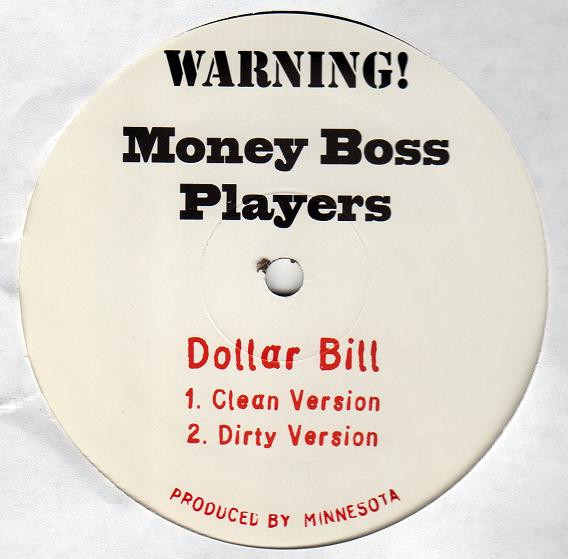 WARNING!
Money Boss
Players
Dollar Bill
1. Clean Version
2. Dirty Version
PRODUCED BY MINNESOTA